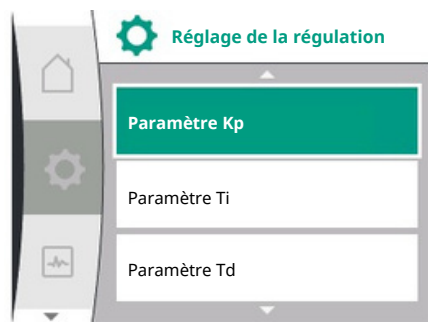 Réglage de la régulation
Paramètre Kp
Paramètre Ti
Paramètre Td